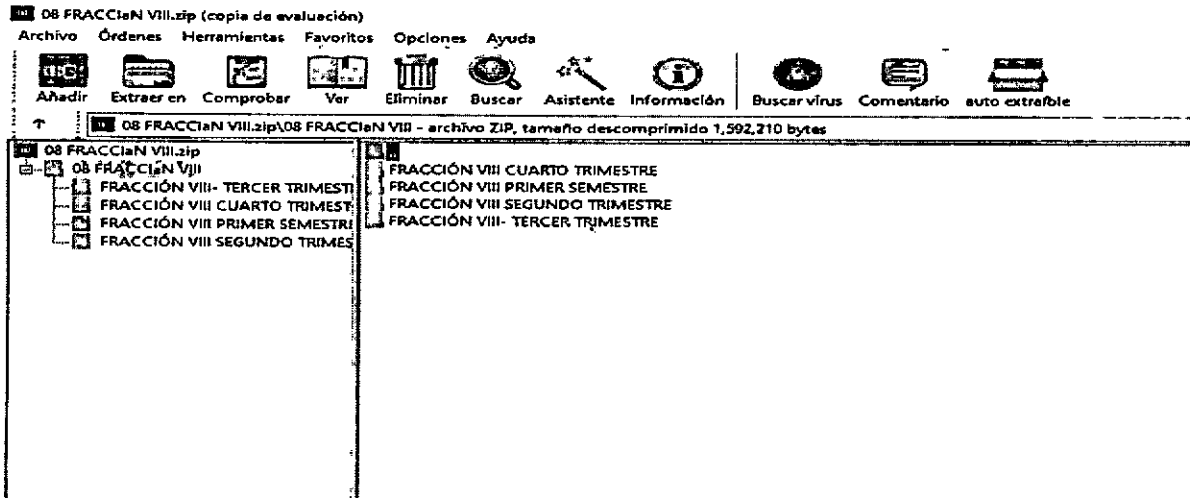 08 FRACCIaN VIII.zip (copia de evaluación)
Archivo Órdenes Herramientas Favoritos Opciones Ayuda
Añadir Extraer en Comprobar Ver Eliminar Buscar Asistente Información Buscar virus Comentario auto extraíble
08 FRACCIaN VIII.zip\08 FRACCIaN VIII - archivo ZIP, tamaño descomprimido 1,592,210 bytes
08 FRACCIaN VIII.zip
08 FRACCIaN VIII
FRACCIÓN VIII- TERCER TRIMESTI
FRACCIÓN VIII CUARTO TRIMEST
FRACCIÓN VIII PRIMER SEMESTRI
FRACCIÓN VIII SEGUNDO TRIMES
..
FRACCIÓN VIII CUARTO TRIMESTRE
FRACCIÓN VIII PRIMER SEMESTRE
FRACCIÓN VIII SEGUNDO TRIMESTRE
FRACCIÓN VIII- TERCER TRIMESTRE